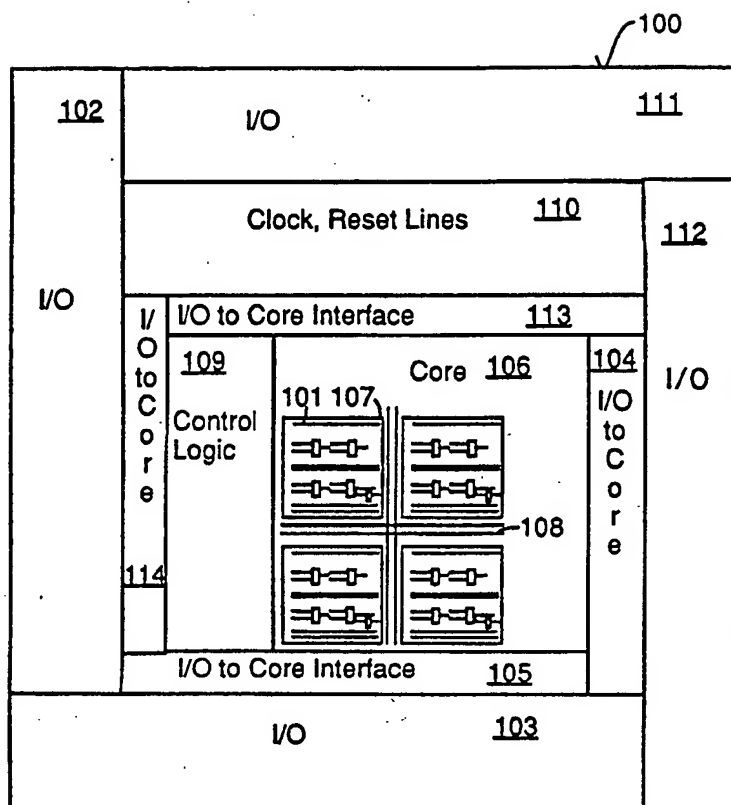 100
102
I/O
111
Clock, Reset Lines
110
112
I/O
I/O to Core
I/O to Core Interface
113
109
Core
106
104
I/O
101
107
Control
Logic
I/O to Core
108
114
I/O to Core Interface
105
I/O
103